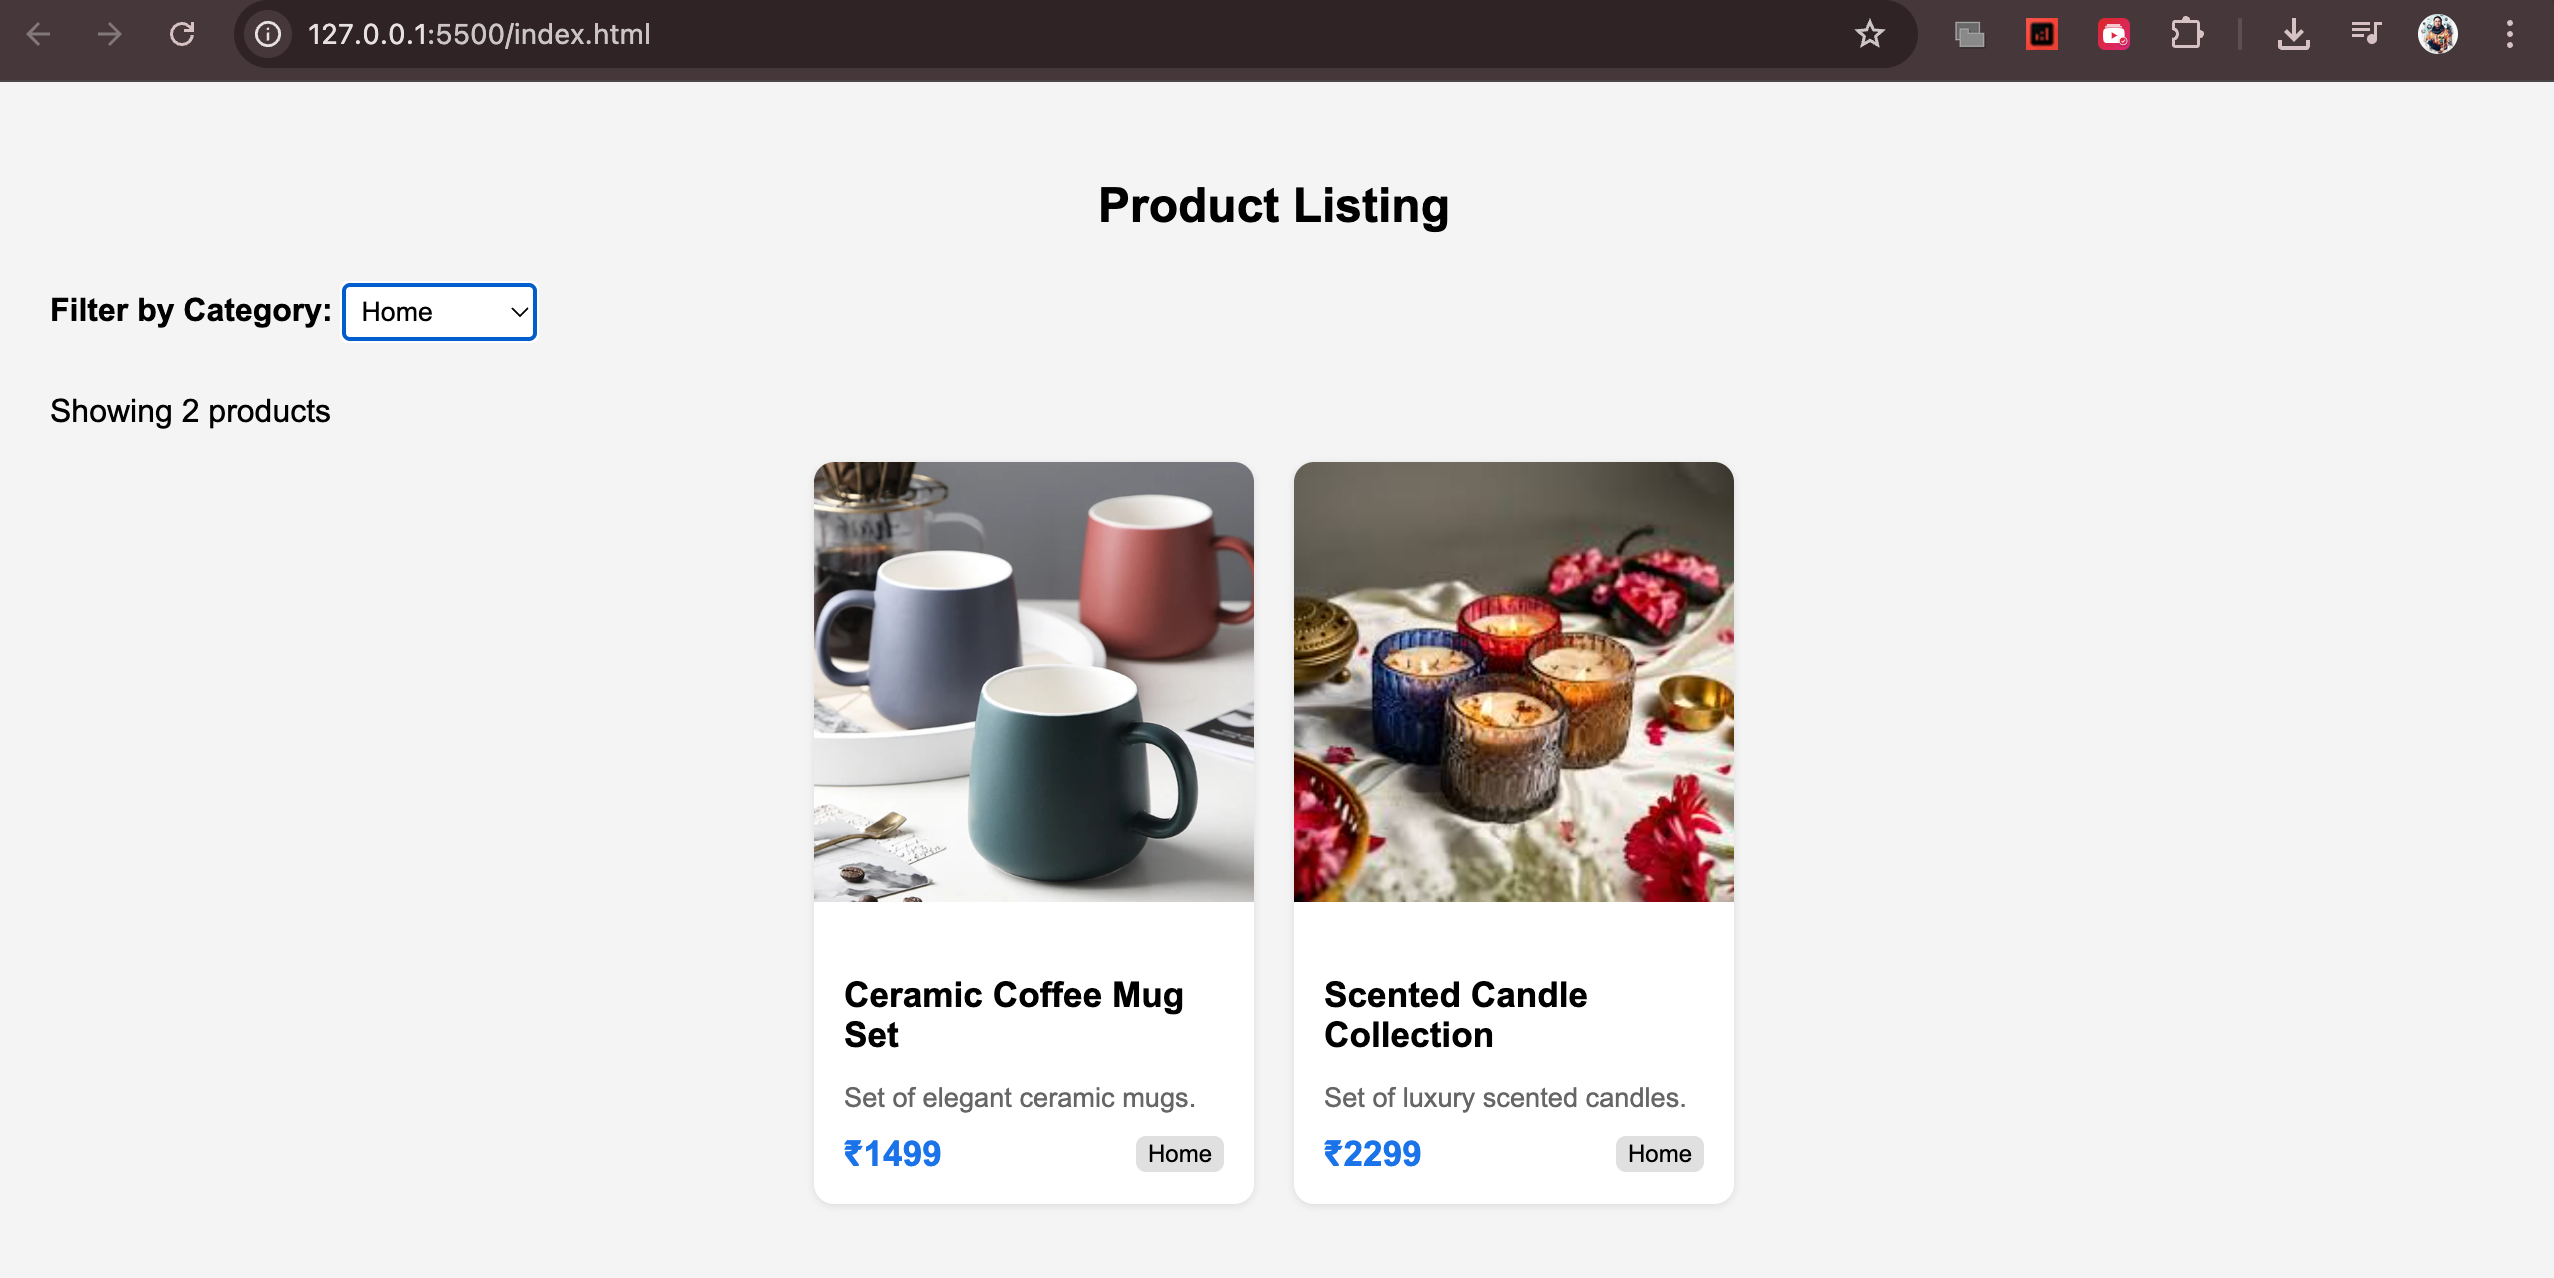 127.0.0.1:5500/index.html
Product Listing
Filter by Category: Home
Showing 2 products
Ceramic Coffee Mug
Set
Set of elegant ceramic mugs.
₹1499 Home
Scented Candle
Collection
Set of luxury scented candles.
₹2299 Home